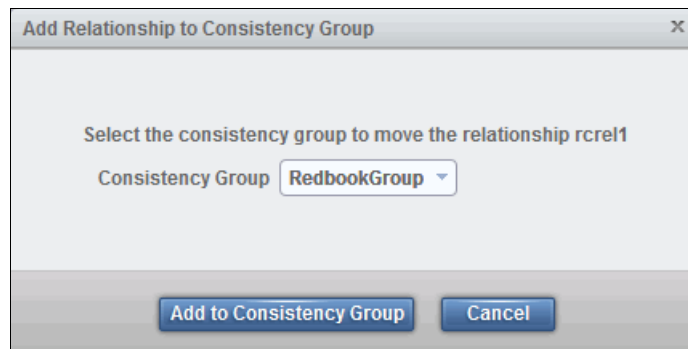 Add Relationship to Consistency Group x
Select the consistency group to move the relationship rcrel1
Consistency Group RedbookGroup
Add to Consistency Group Cancel